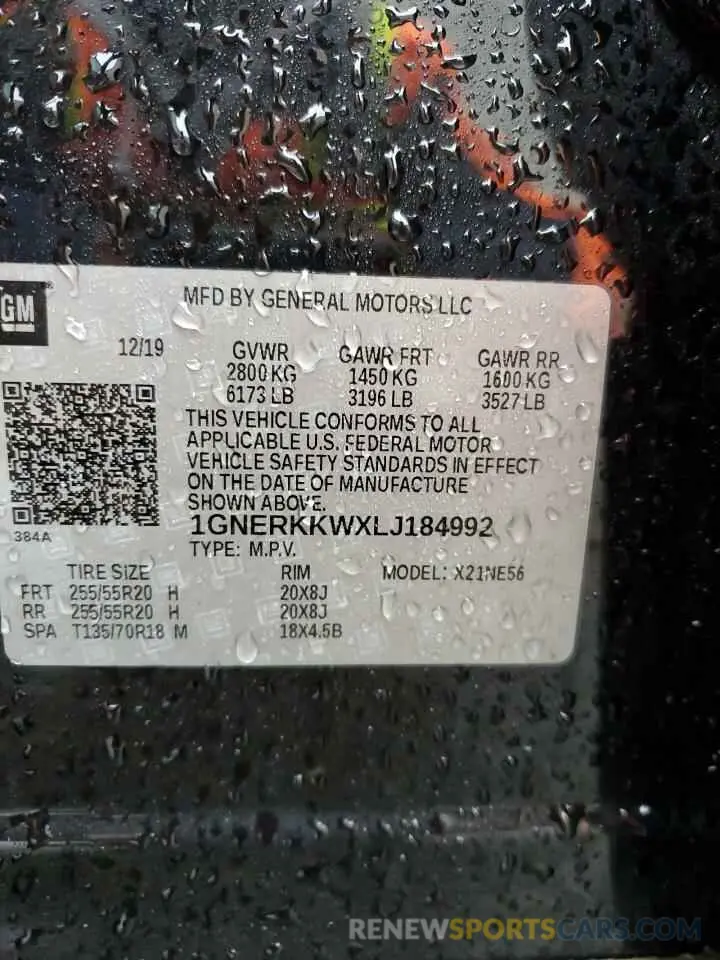 GM
MFD BY GENERAL MOTORS LLC
12/19 GVWR GAWR FRT GAWR RR
2800 KG 1450 KG 1600 KG
6173 LB 3196 LB 3527 LB
THIS VEHICLE CONFORMS TO ALL
APPLICABLE U.S. FEDERAL MOTOR
VEHICLE SAFETY STANDARDS IN EFFECT
ON THE DATE OF MANUFACTURE
SHOWN ABOVE.
384A
1GNERKKWXLJ184992
TYPE: M.P.V.
TIRE SIZE RIM MODEL: X21NE56
FRT 255/55R20 H 20X8J
RR 255/55R20 H 20X8J
SPA T135/70R18 M 18X4.5B
RENEWSPORTSCARS.COM